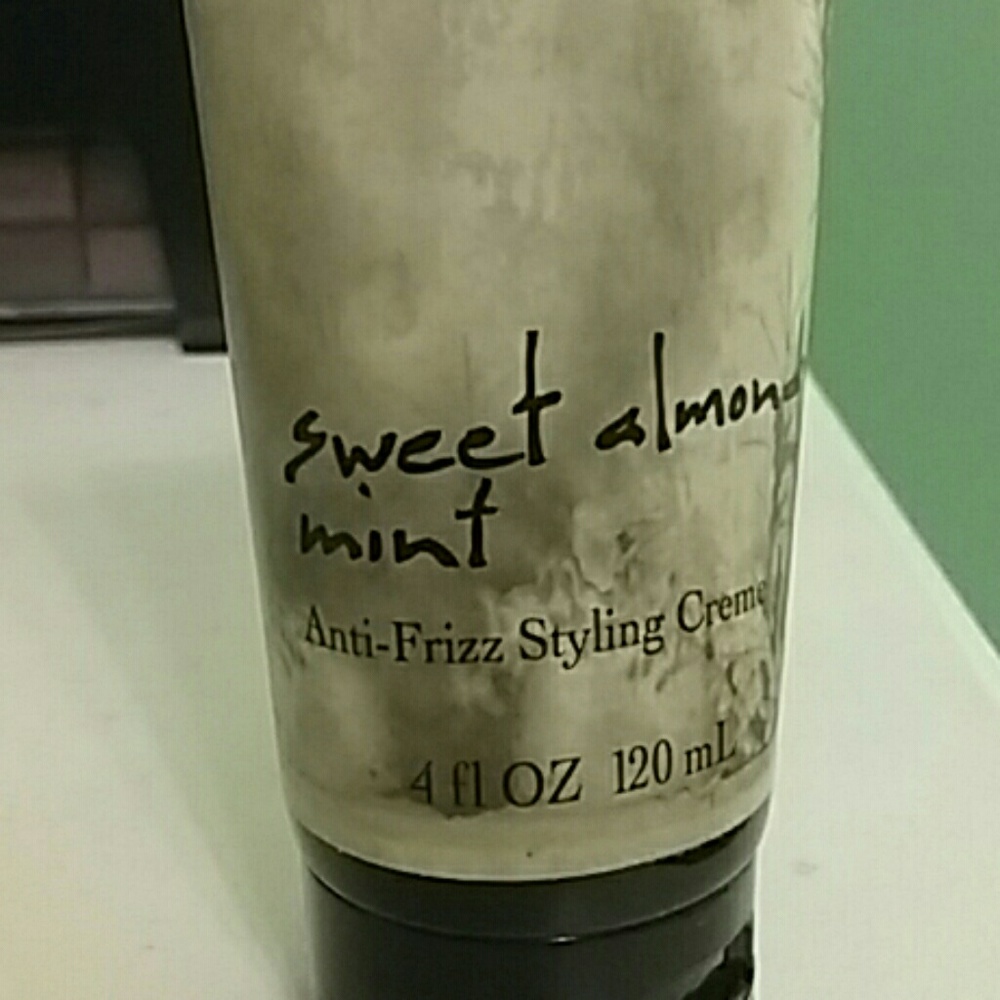 sweet almond
mint
Anti-Frizz Styling Creme
4 fl OZ 120 mL